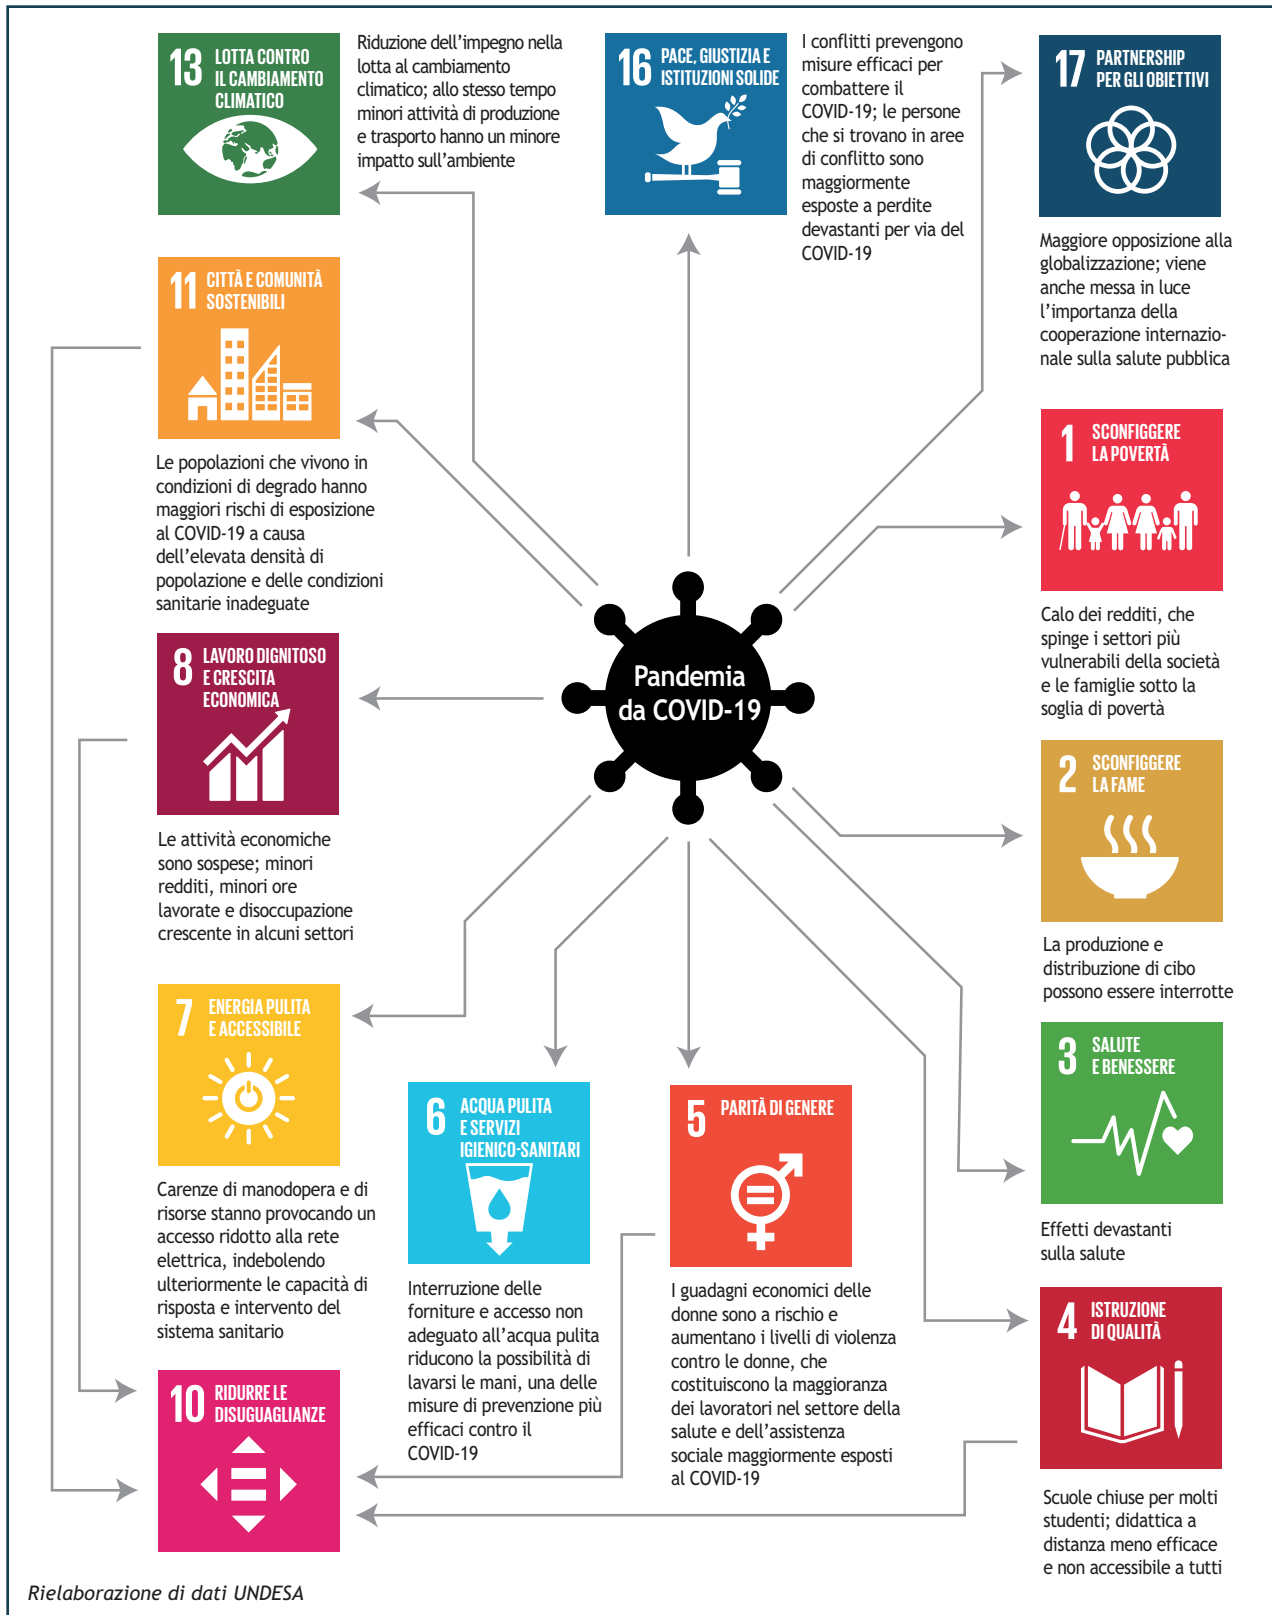 13 LOTTA CONTRO
IL CAMBIAMENTO
CLIMATICO
Riduzione dell’impegno nella
lotta al cambiamento
climatico; allo stesso tempo
minori attività di produzione
e trasporto hanno un minore
impatto sull’ambiente
16 PACE, GIUSTIZIA E
ISTITUZIONI SOLIDE
I conflitti prevengono
misure efficaci per
combattere il
COVID-19; le persone
che si trovano in aree
di conflitto sono
maggiormente
esposte a perdite
devastanti per via del
COVID-19
17 PARTNERSHIP
PER GLI OBIETTIVI
Maggiore opposizione alla
globalizzazione; viene
anche messa in luce
l’importanza della
cooperazione internazio-
nale sulla salute pubblica
11 CITTÀ E COMUNITÀ
SOSTENIBILI
Le popolazioni che vivono in
condizioni di degrado hanno
maggiori rischi di esposizione
al COVID-19 a causa
dell’elevata densità di
popolazione e delle condizioni
sanitarie inadeguate
1 SCONFIGGERE
LA POVERTÀ
Calo dei redditi, che
spinge i settori più
vulnerabili della società
e le famiglie sotto la
soglia di povertà
Pandemia
da COVID-19
8 LAVORO DIGNITOSO
E CRESCITA
ECONOMICA
Le attività economiche
sono sospese; minori
redditi, minori ore
lavorate e disoccupazione
crescente in alcuni settori
2 SCONFIGGERE
LA FAME
La produzione e
distribuzione di cibo
possono essere interrotte
7 ENERGIA PULITA
E ACCESSIBILE
Carenze di manodopera e di
risorse stanno provocando un
accesso ridotto alla rete
elettrica, indebolendo
ulteriormente le capacità di
risposta e intervento del
sistema sanitario
6 ACQUA PULITA
E SERVIZI
IGIENICO-SANITARI
Interruzione delle
forniture e accesso non
adeguato all’acqua pulita
riducono la possibilità di
lavarsi le mani, una delle
misure di prevenzione più
efficaci contro il
COVID-19
5 PARITÀ DI GENERE
I guadagni economici delle
donne sono a rischio e
aumentano i livelli di violenza
contro le donne, che
costituiscono la maggioranza
dei lavoratori nel settore della
salute e dell’assistenza
sociale maggiormente esposti
al COVID-19
3 SALUTE
E BENESSERE
Effetti devastanti
sulla salute
4 ISTRUZIONE
DI QUALITÀ
Scuole chiuse per molti
studenti; didattica a
distanza meno efficace
e non accessibile a tutti
10 RIDURRE LE
DISUGUAGLIANZE
Rielaborazione di dati UNDESA